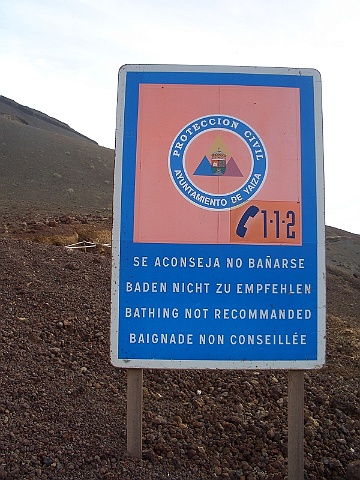 PROTECCION CIVIL
AYUNTAMIENTO DE YAIZA
1-1-2
SE ACONSEJA NO BAÑARSE
BADEN NICHT ZU EMPFEHLEN
BATHING NOT RECOMMANDED
BAIGNADE NON CONSEILLÉE